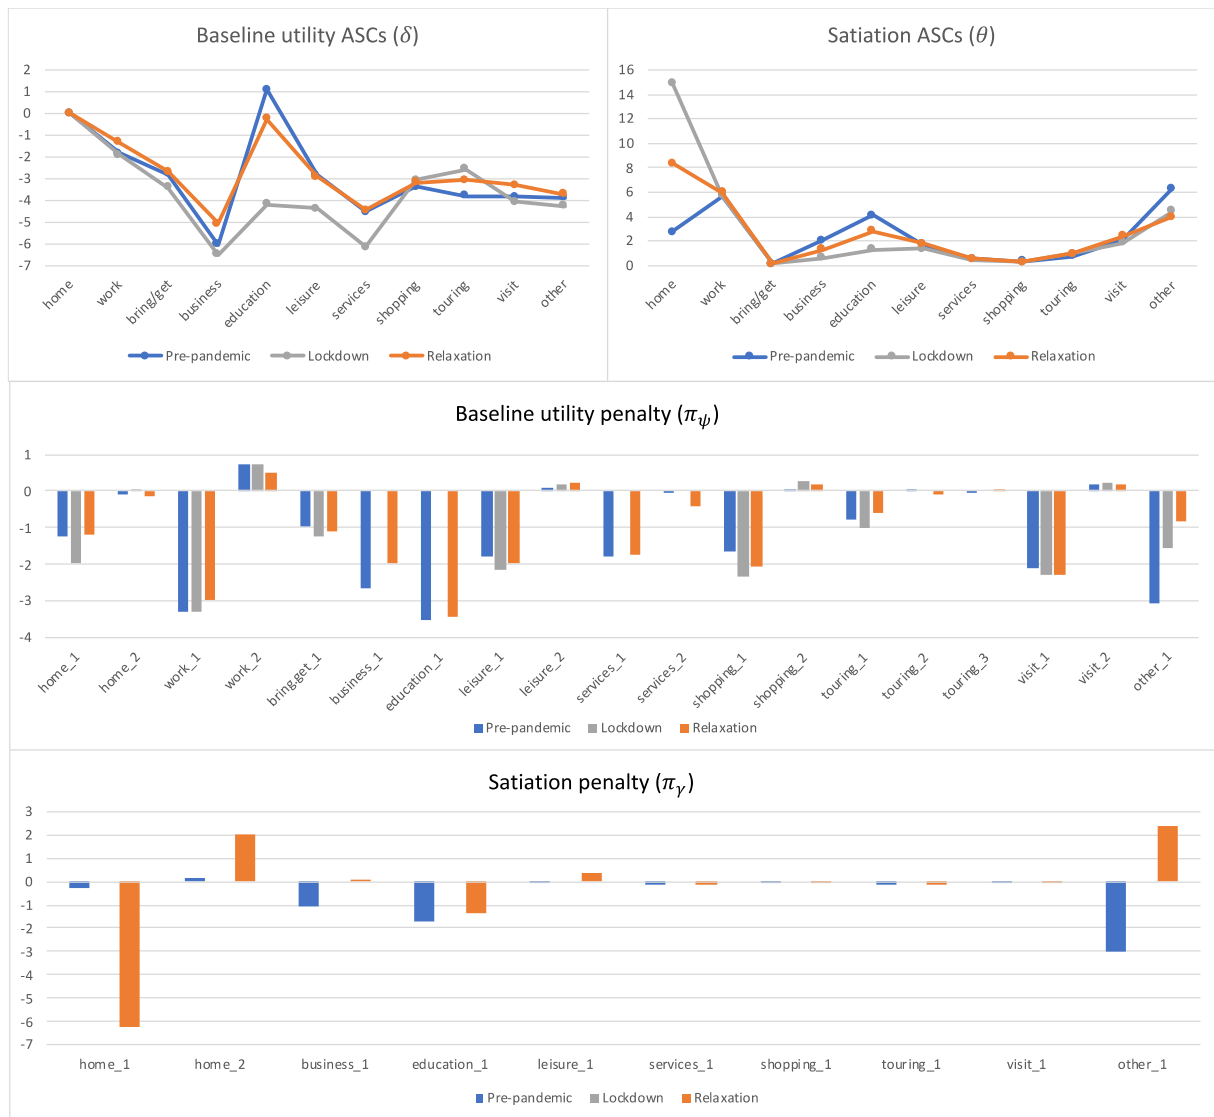 Baseline utility ASCs (δ)
2
1
0
-1
-2
-3
-4
-5
-6
-7
home
work
bring/get
business
education
leisure
services
shopping
touring
visit
other
Pre-pandemic Lockdown Relaxation
Satiation ASCs (θ)
16
14
12
10
8
6
4
2
0
home
work
bring/get
business
education
leisure
services
shopping
touring
visit
other
Pre-pandemic Lockdown Relaxation
Baseline utility penalty (π_ψ)
1
0
-1
-2
-3
-4
home_1
home_2
work_1
work_2
bring-get_1
business_1
education_1
leisure_1
leisure_2
services_1
services_2
shopping_1
shopping_2
touring_1
touring_2
touring_3
visit_1
visit_2
other_1
Pre-pandemic Lockdown Relaxation
Satiation penalty (π_γ)
3
2
1
0
-1
-2
-3
-4
-5
-6
-7
home_1 home_2 business_1 education_1 leisure_1 services_1 shopping_1 touring_1 visit_1 other_1
Pre-pandemic Lockdown Relaxation